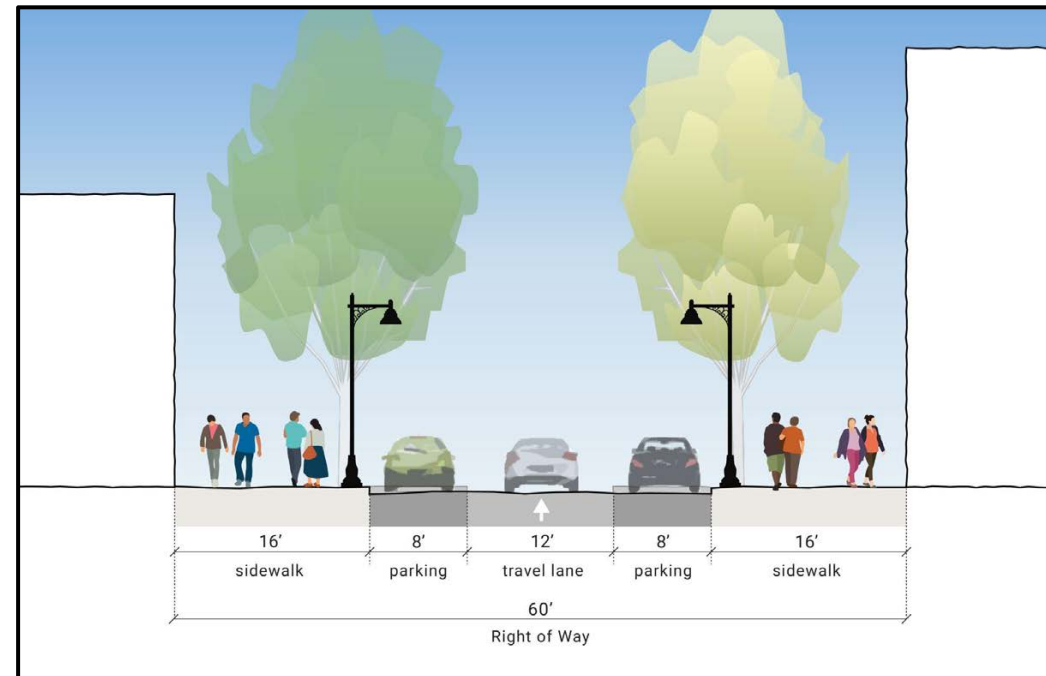 16’ 8’ 12’ 8’ 16’
sidewalk parking travel lane parking sidewalk
60’
Right of Way